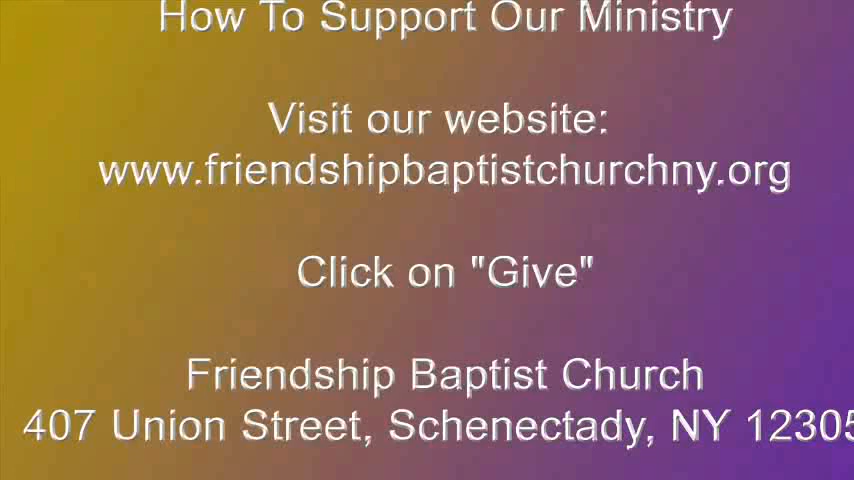 How To Support Our Ministry
Visit our website:
www.friendshipbaptistchurchny.org
Click on "Give"
Friendship Baptist Church
407 Union Street, Schenectady, NY 12305